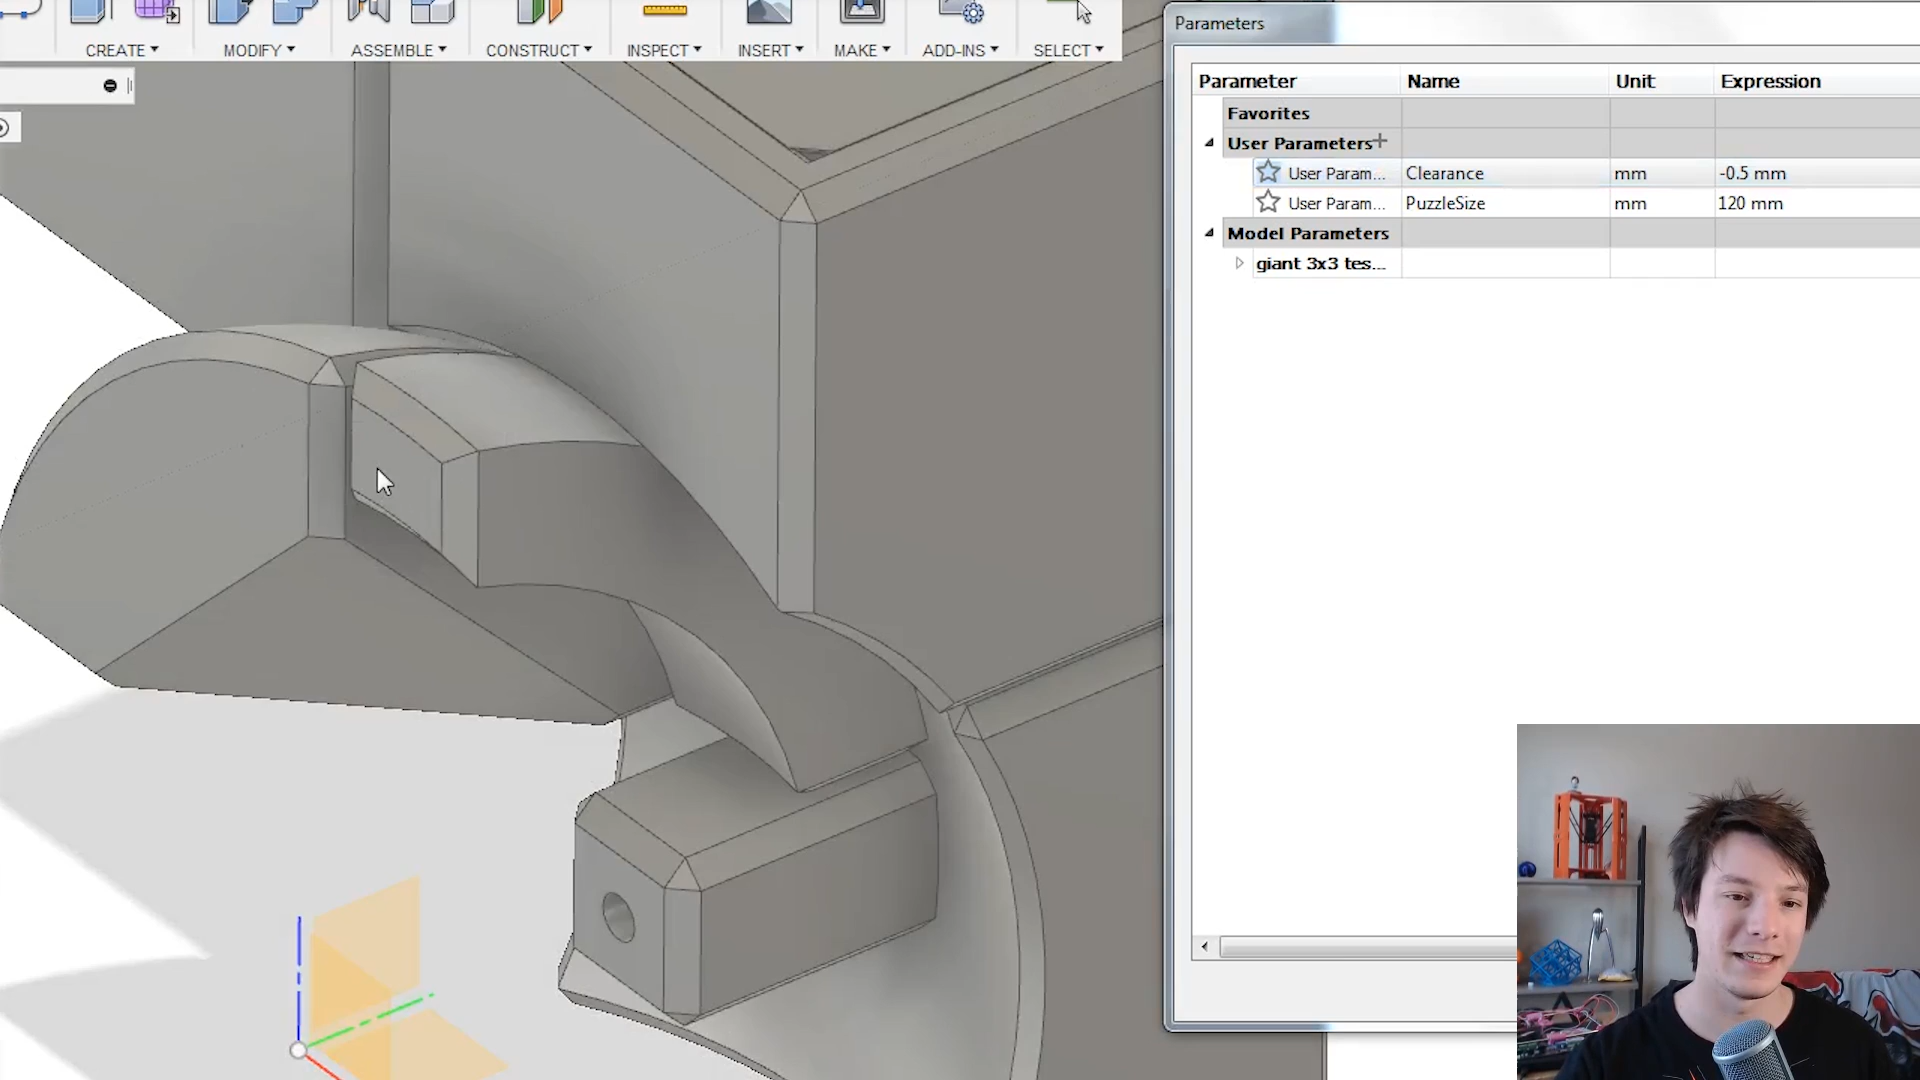 CREATE MODIFY ASSEMBLE CONSTRUCT INSPECT INSERT MAKE ADD-INS SELECT
Parameters
Parameter Name Unit Expression
Favorites
User Parameters
User Param... Clearance mm -0.5 mm
User Param... PuzzleSize mm 120 mm
Model Parameters
giant 3x3 tes...